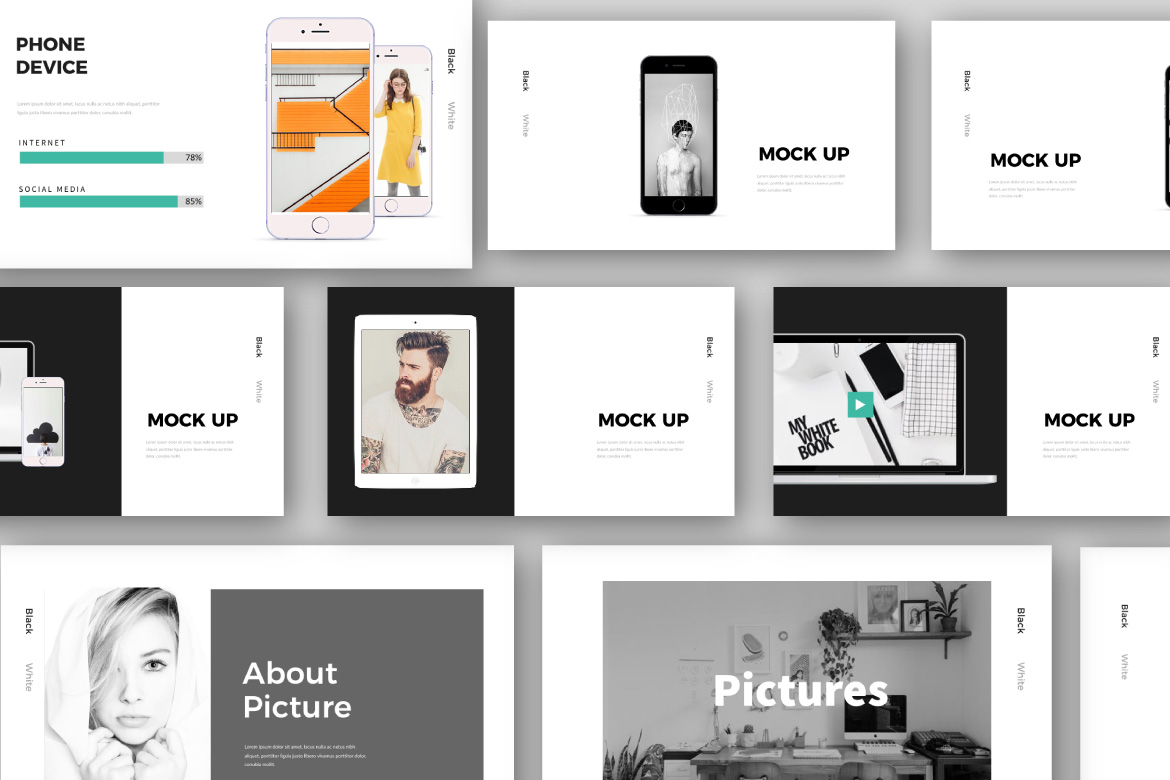 PHONE
DEVICE
Lorem ipsum dolor sit amet, lacus nulla ac netus nibh aliquet, porttitor
ligula justo libero vivamus porttitor dolor, conubia mollit.
INTERNET
78%
SOCIAL MEDIA
85%
Black
White
Black
White
MOCK UP
Lorem ipsum dolor sit amet, lacus nulla ac netus nibh
aliquet, porttitor ligula justo libero vivamus porttitor
dolor, conubia mollit.
Black
White
MOCK UP
Lorem ipsum dolor sit amet, lacus nulla ac netus nibh
aliquet, porttitor ligula justo libero vivamus porttitor
dolor, conubia mollit.
Black
White
MOCK UP
Lorem ipsum dolor sit amet, lacus nulla ac netus nibh
aliquet, porttitor ligula justo libero vivamus porttitor
dolor, conubia mollit.
Black
White
MOCK UP
Lorem ipsum dolor sit amet, lacus nulla ac netus nibh
aliquet, porttitor ligula justo libero vivamus porttitor
dolor, conubia mollit.
MY
WHITE
BOOK
Black
White
MOCK UP
Lorem ipsum dolor sit amet, lacus nulla ac netus nibh
aliquet, porttitor ligula justo libero vivamus porttitor
dolor, conubia mollit.
Black
White
About
Picture
Lorem ipsum dolor sit amet, lacus nulla ac netus nibh
aliquet, porttitor ligula justo libero vivamus porttitor dolor,
conubia mollit.
Pictures
Black
White
Black
White